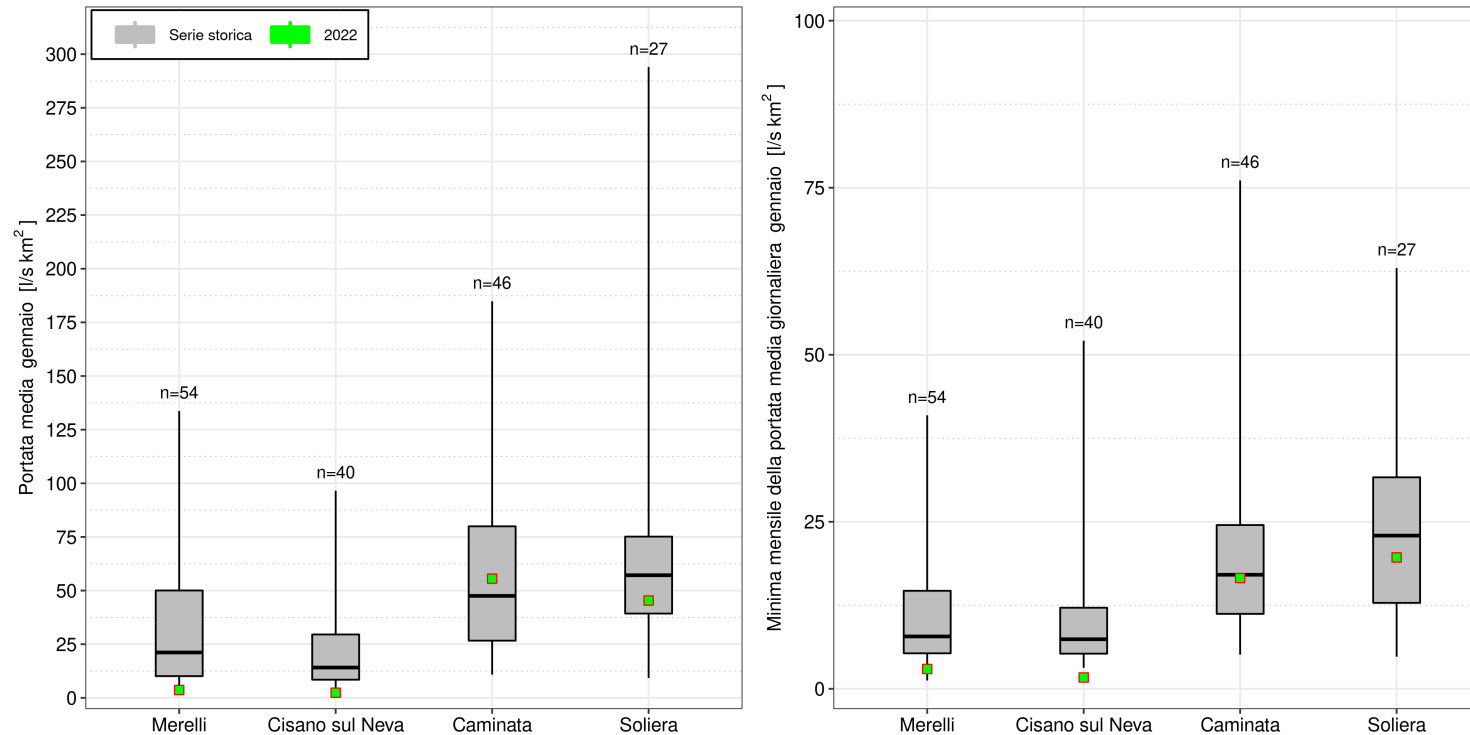 Serie storica 2022
Portata media gennaio [l/s km² ]
300
275
250
225
200
175
150
125
100
75
50
25
0
n=54
n=40
n=46
n=27
Merelli Cisano sul Neva Caminata Soliera
Minima mensile della portata media giornaliera gennaio [l/s km² ]
100
75
50
25
0
n=54
n=40
n=46
n=27
Merelli Cisano sul Neva Caminata Soliera